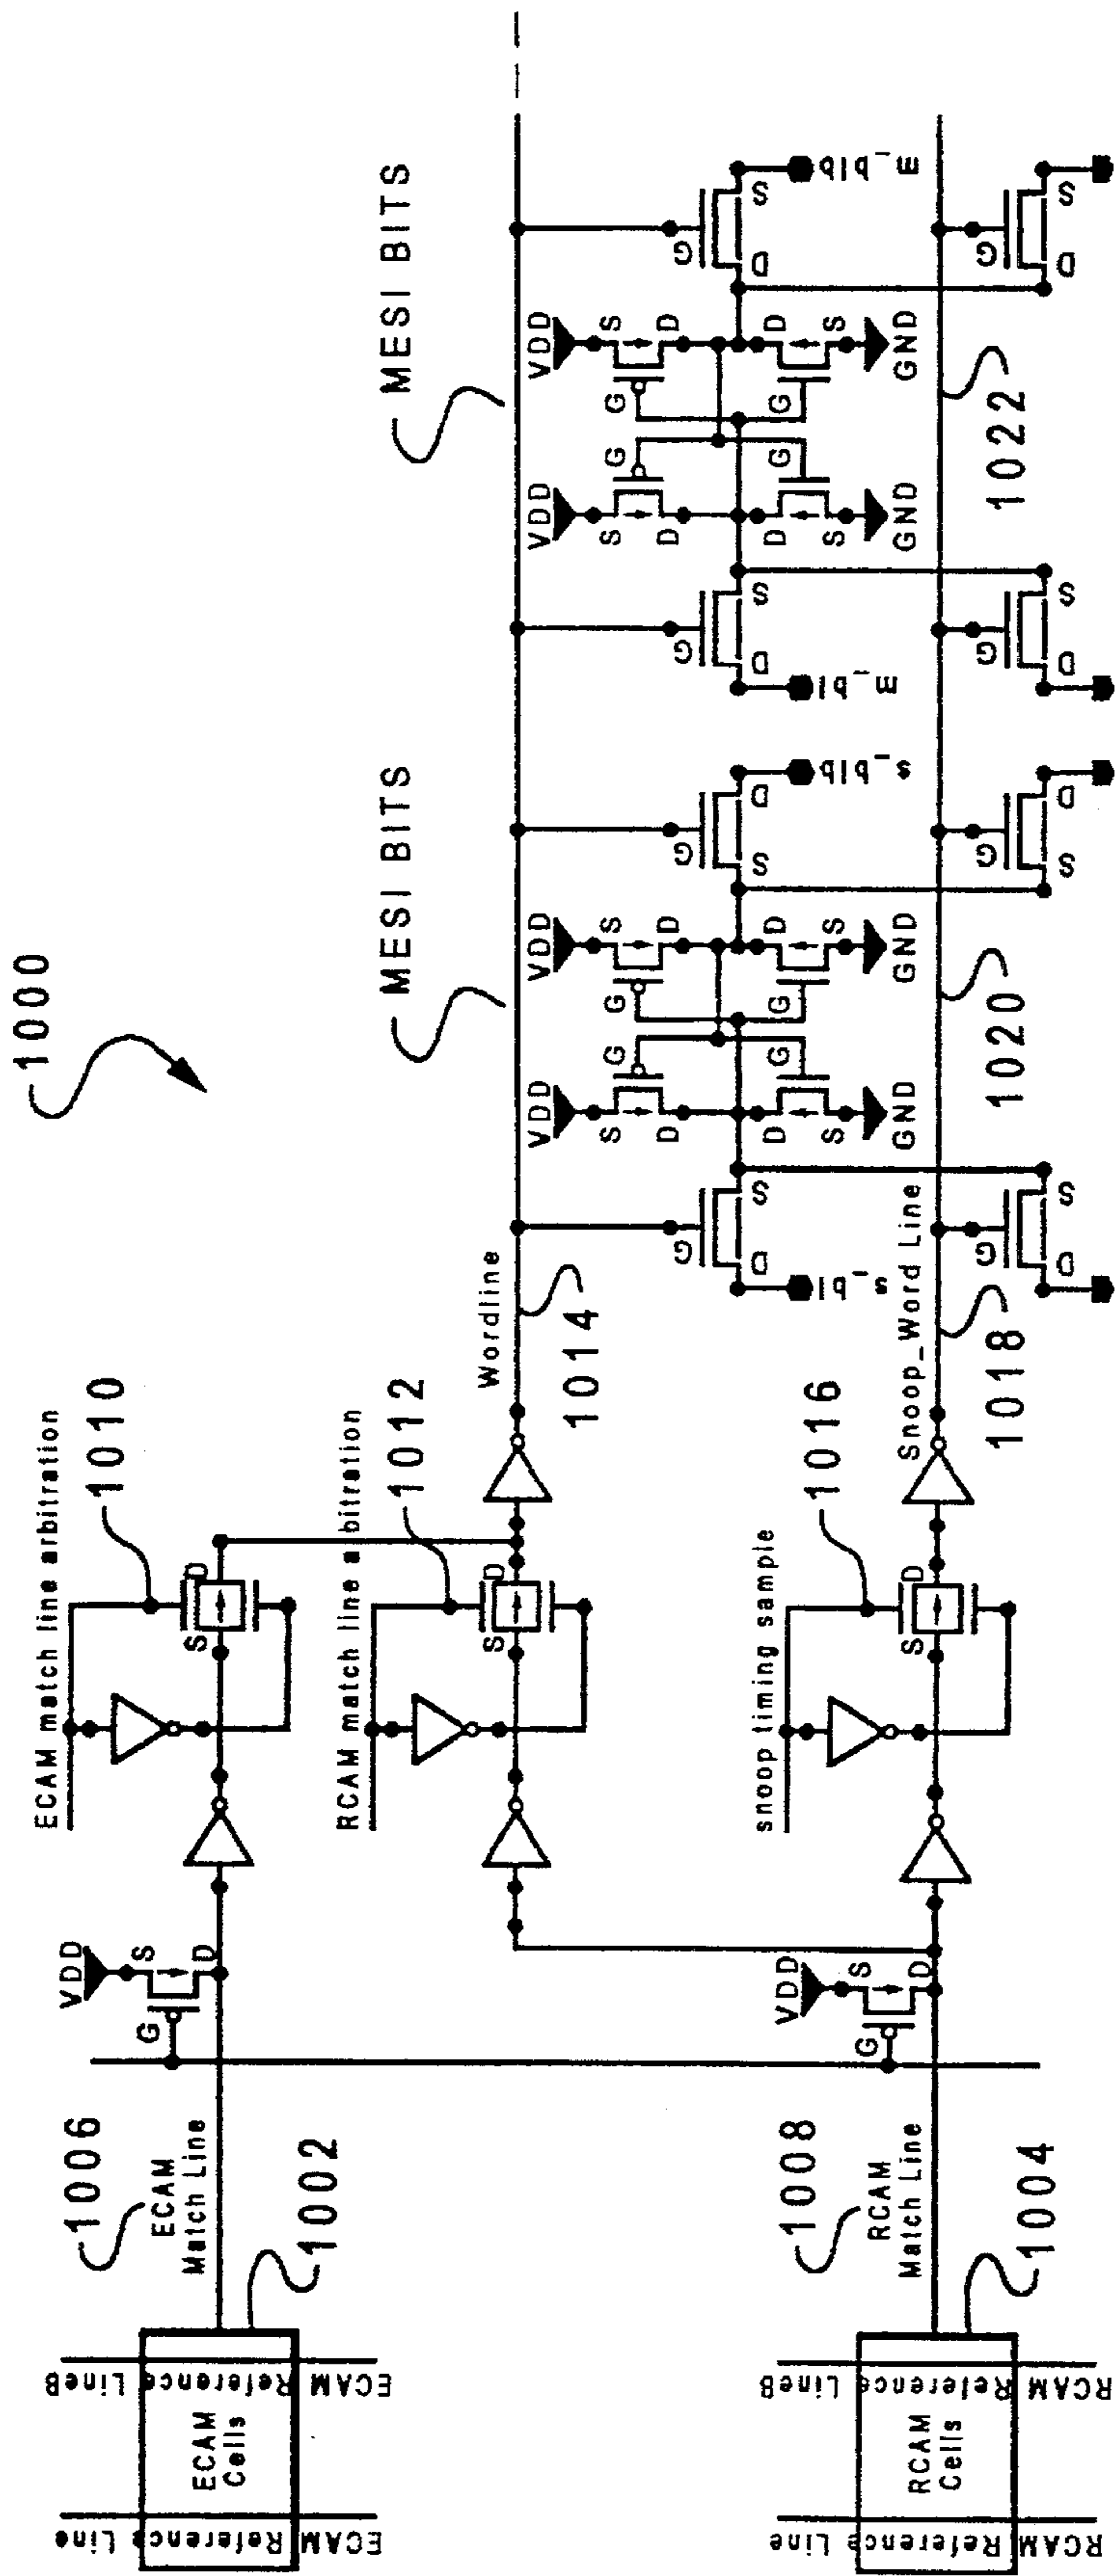 1000
1006
ECAM
Match Line
1002
ECAM Reference Line
ECAM
Cells
ECAM Reference LineB
VDD
S
G
D
ECAM match line arbitration
1010
S
D
RCAM match line a bitration
1012
S
D
Wordline
1014
1008
RCAM
Match Line
1004
RCAM Reference Line
RCAM
Cells
RCAM Reference LineB
VDD
S
G
D
snoop timing sample
1016
S
D
Snoop_Word Line
1018
MESI BITS
G
D
S
s_bl
VDD
S
G
D
VDD
S
G
D
D
G
S
GND
D
G
S
GND
G
S
D
s_blb
G
D
S
G
S
D
1020
MESI BITS
G
D
S
m_bl
VDD
S
G
D
VDD
S
G
D
D
G
S
GND
D
G
S
GND
G
D
S
m_blb
G
D
S
G
D
S
1022